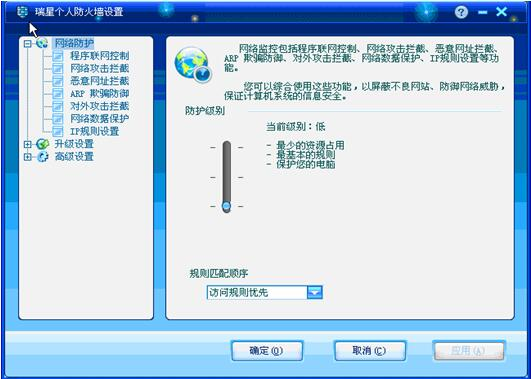 瑞星个人防火墙设置
网络防护
程序联网控制
网络攻击拦截
恶意网址拦截
ARP 欺骗防御
对外攻击拦截
网络数据保护
IP规则设置
升级设置
高级设置
网络监控包括程序联网控制、网络攻击拦截、恶意网址拦截、
ARP 欺骗防御、对外攻击拦截、网络数据保护、IP规则设置等功
能。
您可以综合使用这些功能，以屏蔽不良网站、防御网络威胁，
保证计算机系统的信息安全。
防护级别
当前级别：低
- 最少的资源占用
- 最基本的规则
- 保护您的电脑
规则匹配顺序
访问规则优先
确定(O)
取消(C)
应用(A)